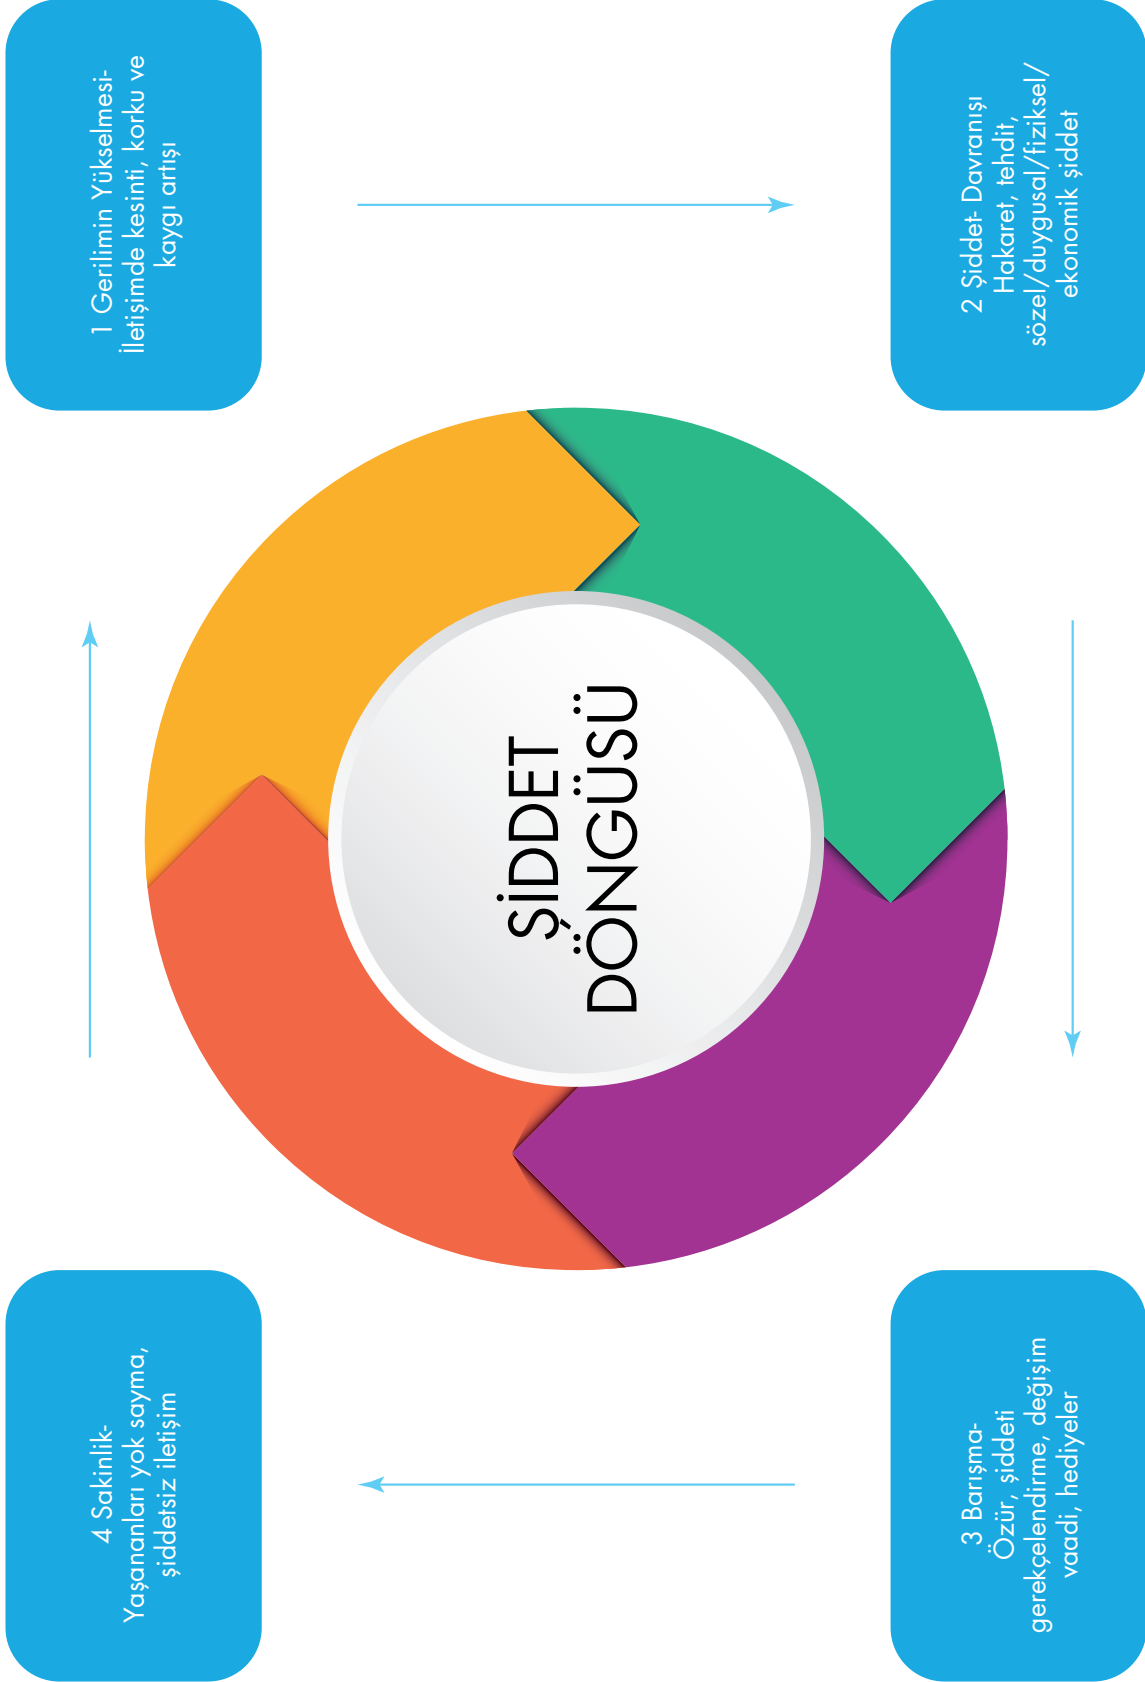 ŞİDDET
DÖNGÜSÜ
1 Gerilimin Yükselmesi-
İletişimde kesinti, korku ve
kaygı artışı
2 Şiddet- Davranışı
Hakaret, tehdit,
sözel/duygusal/fiziksel/
ekonomik şiddet
3 Barışma-
Özür, şiddeti
gerekçelendirme, değişim
vaadi, hediyeler
4 Sakinlik-
Yaşananları yok sayma,
şiddetsiz iletişim